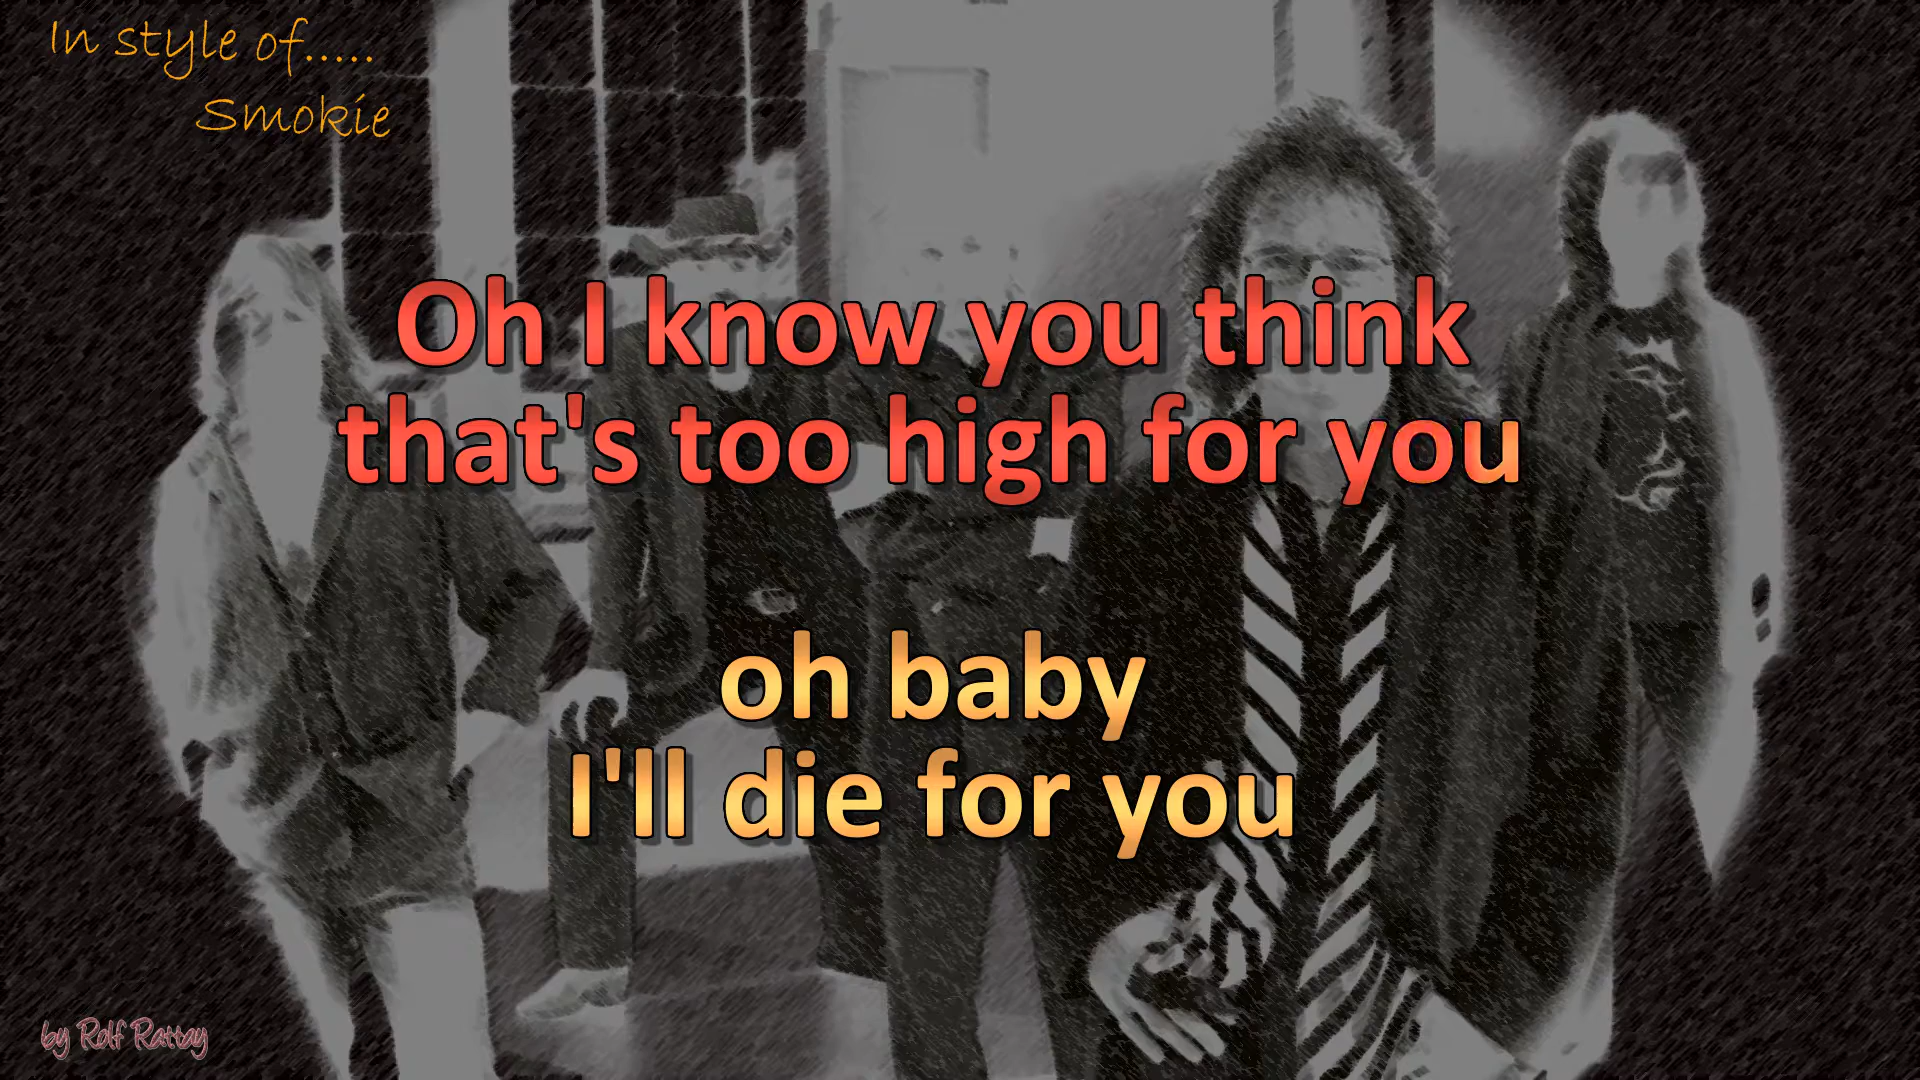 In style of.....
Smokie
Oh I know you think
that's too high for you
oh baby
I'll die for you
by Rolf Rattay